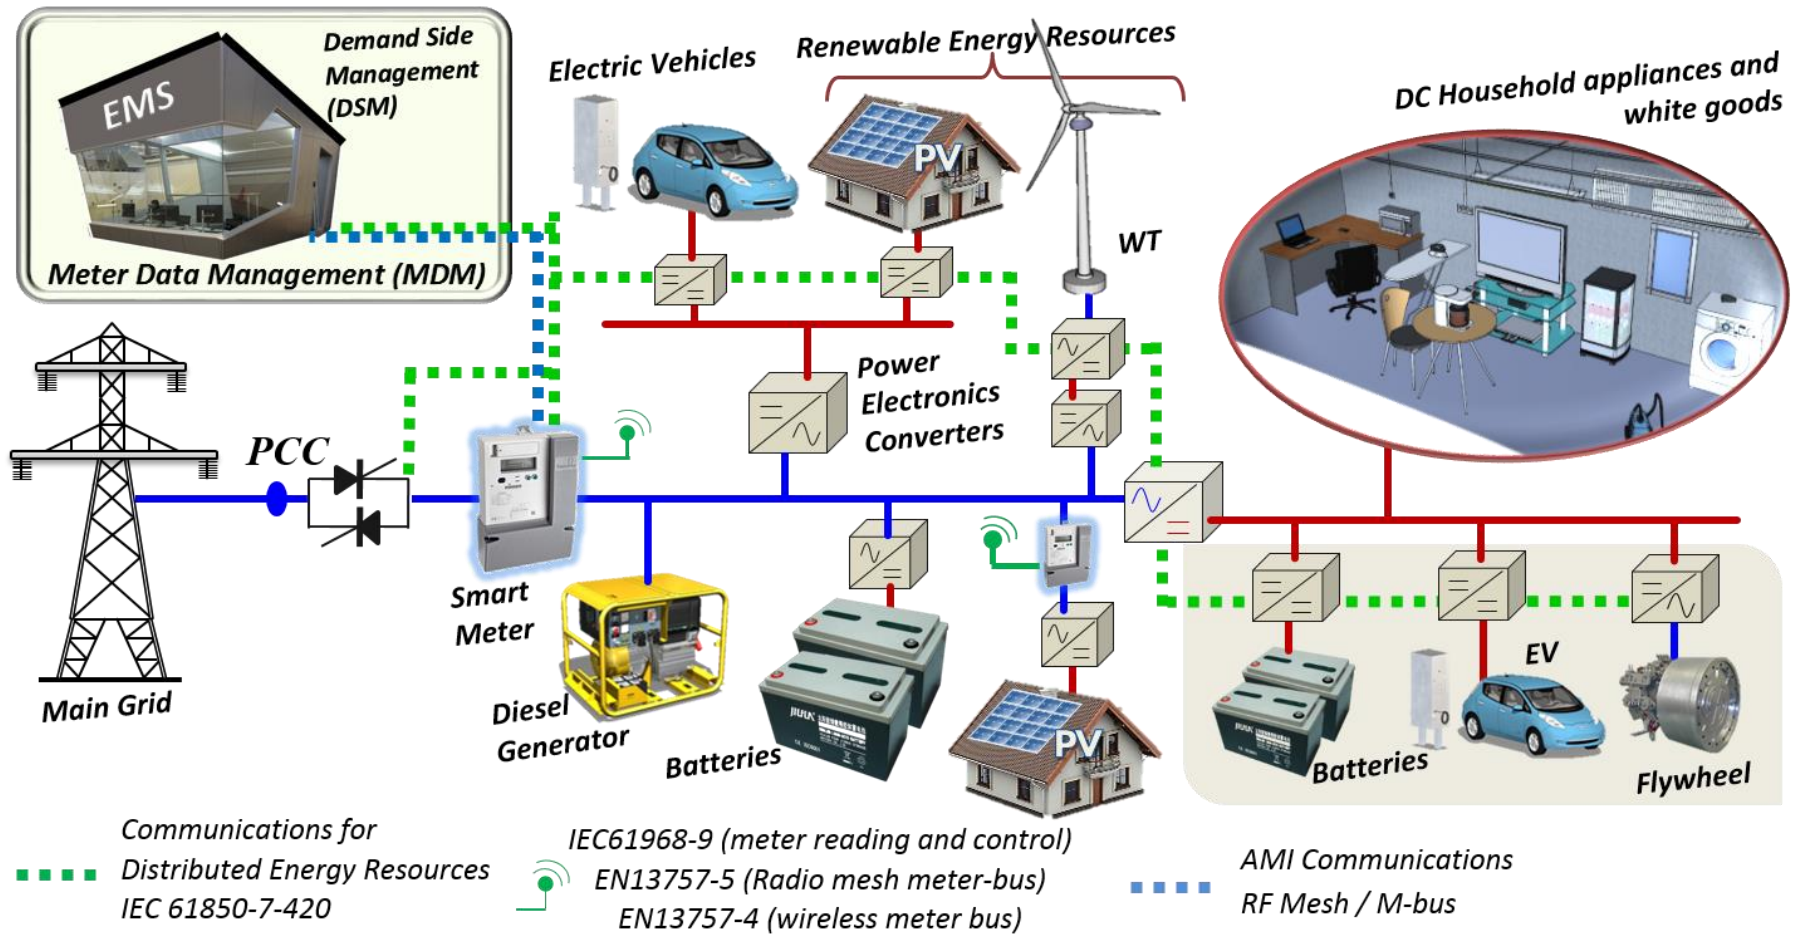 Demand Side
Management
(DSM)
EMS
Meter Data Management (MDM)
Electric Vehicles
Renewable Energy Resources
PV
WT
DC Household appliances and
white goods
Power
Electronics
Converters
PCC
Smart
Meter
Main Grid
Diesel
Generator
Batteries
PV
EV
Batteries
Flywheel
Communications for
Distributed Energy Resources
IEC 61850-7-420
IEC61968-9 (meter reading and control)
EN13757-5 (Radio mesh meter-bus)
EN13757-4 (wireless meter bus)
AMI Communications
RF Mesh / M-bus